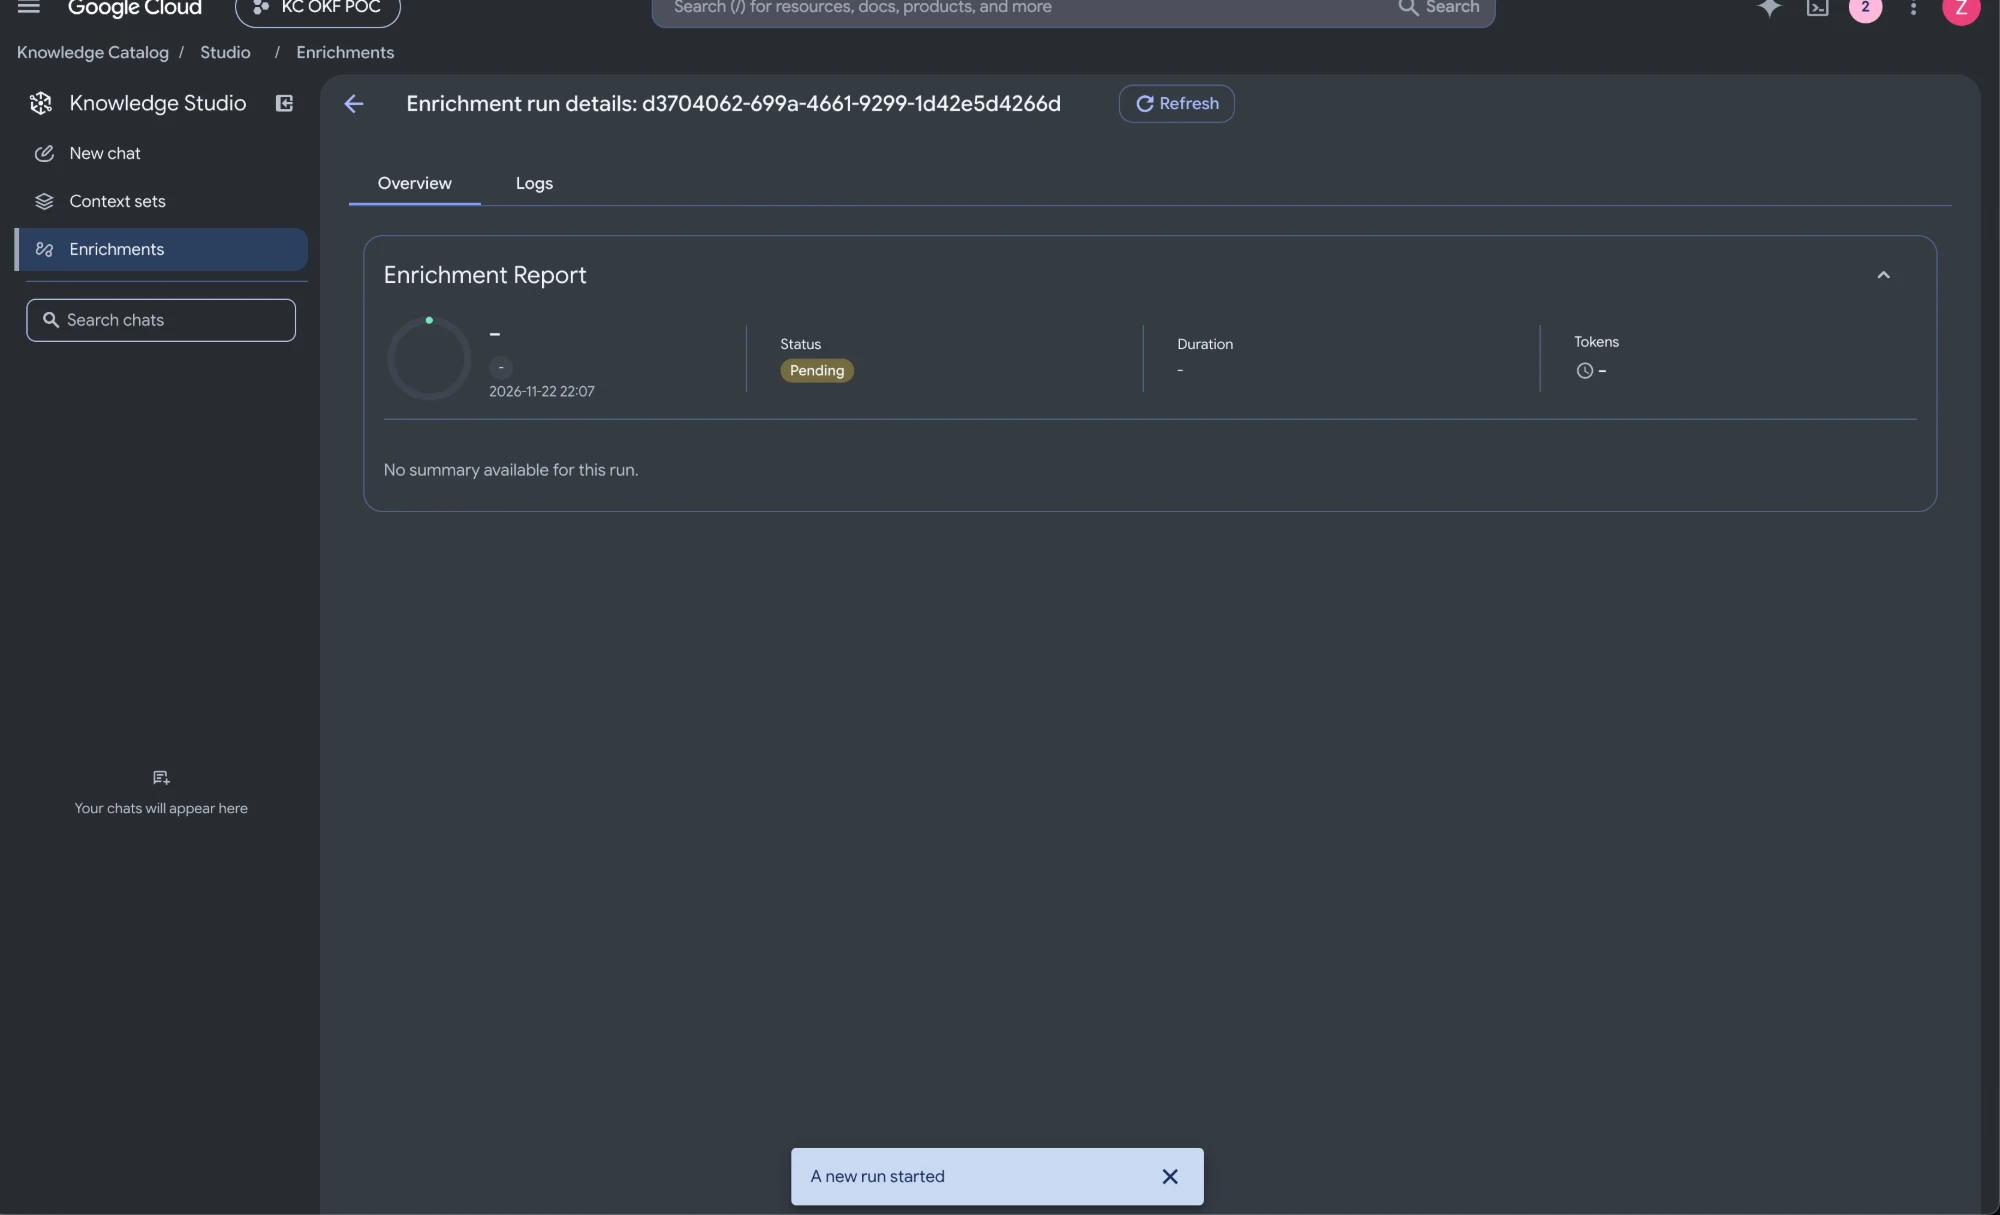 Google Cloud
KC OKF POC
Search (/) for resources, docs, products, and more
Search
2
Z
Knowledge Catalog / Studio / Enrichments
Knowledge Studio
New chat
Context sets
Enrichments
Search chats
Your chats will appear here
Enrichment run details: d3704062-699a-4661-9299-1d42e5d4266d
Refresh
Overview
Logs
Enrichment Report
–
-
2026-11-22 22:07
Status
Pending
Duration
-
Tokens
–
No summary available for this run.
A new run started